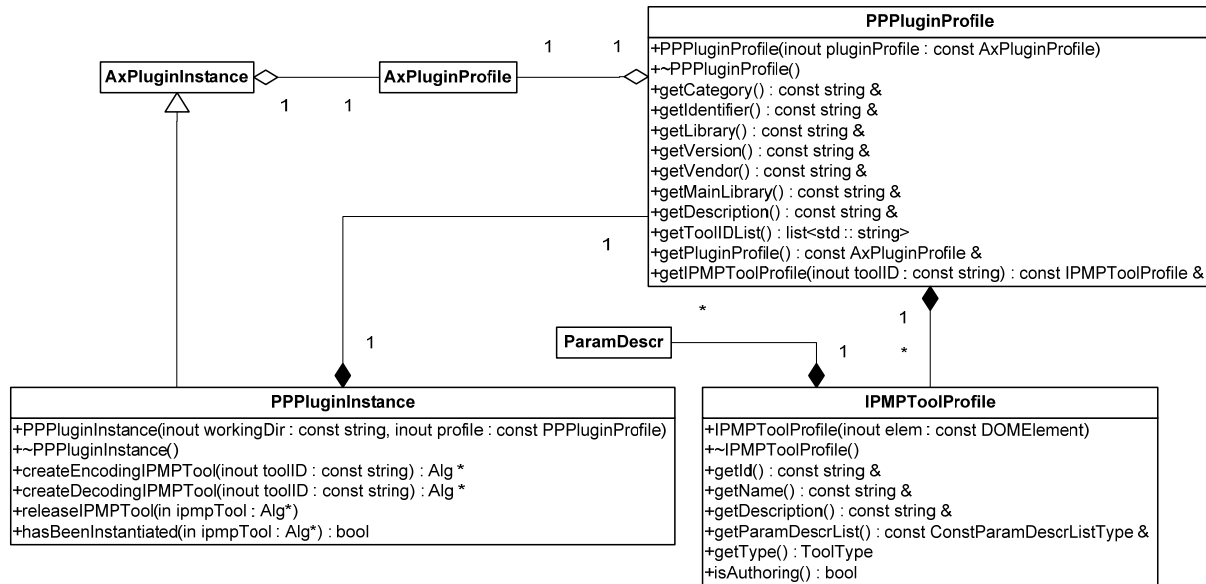 PPPluginProfile
+PPPluginProfile(inout pluginProfile : const AxPluginProfile)
+~PPPluginProfile()
+getCategory() : const string &
+getIdentifier() : const string &
+getLibrary() : const string &
+getVersion() : const string &
+getVendor() : const string &
+getMainLibrary() : const string &
+getDescription() : const string &
+getToolIDList() : list<std :: string>
+getPluginProfile() : const AxPluginProfile &
+getIPMPToolProfile(inout toolID : const string) : const IPMPToolProfile &
1 1
AxPluginInstance
AxPluginProfile
1 1
1
1
1
*
ParamDescr
*
1
1
PPPluginInstance
+PPPluginInstance(inout workingDir : const string, inout profile : const PPPluginProfile)
+~PPPluginInstance()
+createEncodingIPMPTool(inout toolID : const string) : Alg *
+createDecodingIPMPTool(inout toolID : const string) : Alg *
+releaseIPMPTool(in ipmpTool : Alg*)
+hasBeenInstantiated(in ipmpTool : Alg*) : bool
IPMPToolProfile
+IPMPToolProfile(inout elem : const DOMElement)
+~IPMPToolProfile()
+getId() : const string &
+getName() : const string &
+getDescription() : const string &
+getParamDescrList() : const ConstParamDescrListType &
+getType() : ToolType
+isAuthoring() : bool